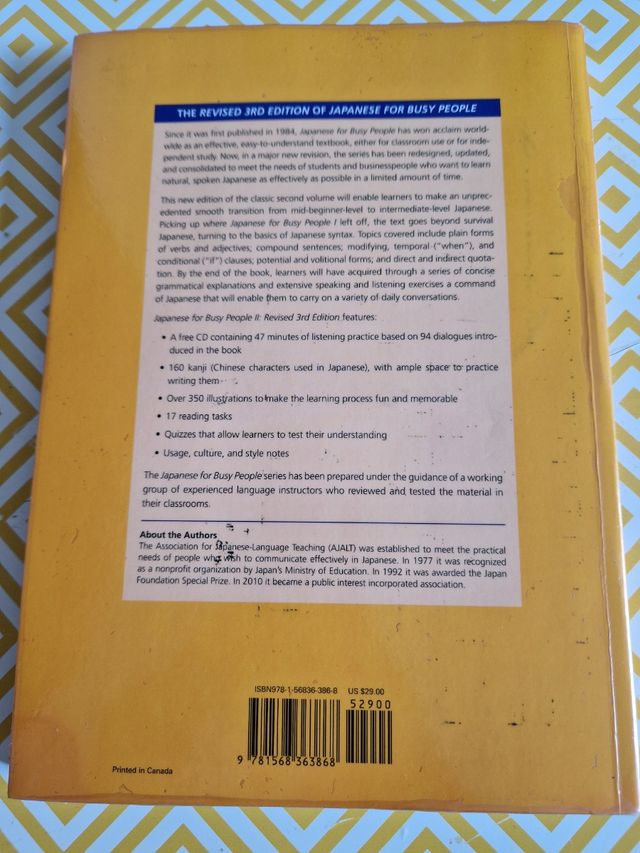 THE REVISED 3RD EDITION OF JAPANESE FOR BUSY PEOPLE
Since it was first published in 1984, Japanese for Busy People has won acclaim world-
wide as an effective, easy-to-understand textbook, either for classroom use or for inde-
pendent study. Now, in a major new revision, the series has been redesigned, updated,
and consolidated to meet the needs of students and businesspeople who want to learn
natural, spoken Japanese as effectively as possible in a limited amount of time.
This new edition of the classic second volume will enable learners to make an unprec-
edented smooth transition from mid-beginner-level to intermediate-level Japanese.
Picking up where Japanese for Busy People I left off, the text goes beyond survival
Japanese, turning to the basics of Japanese syntax. Topics covered include plain forms
of verbs and adjectives; compound sentences; modifying, temporal ("when"), and
conditional ("if") clauses; potential and volitional forms; and direct and indirect quota-
tion. By the end of the book, learners will have acquired through a series of concise
grammatical explanations and extensive speaking and listening exercises a command
of Japanese that will enable them to carry on a variety of daily conversations.
Japanese for Busy People II: Revised 3rd Edition features:
• A free CD containing 47 minutes of listening practice based on 94 dialogues intro-
duced in the book
• 160 kanji (Chinese characters used in Japanese), with ample space to practice
writing them
• Over 350 illustrations to make the learning process fun and memorable
• 17 reading tasks
• Quizzes that allow learners to test their understanding
• Usage, culture, and style notes
The Japanese for Busy People series has been prepared under the guidance of a working
group of experienced language instructors who reviewed and tested the material in
their classrooms.
About the Authors
The Association for Japanese-Language Teaching (AJALT) was established to meet the practical
needs of people who wish to communicate effectively in Japanese. In 1977 it was recognized
as a nonprofit organization by Japan's Ministry of Education. In 1992 it was awarded the Japan
Foundation Special Prize. In 2010 it became a public interest incorporated association.
ISBN978-1-56836-386-8 US $29.00
52900
9 781568 363868
Printed in Canada